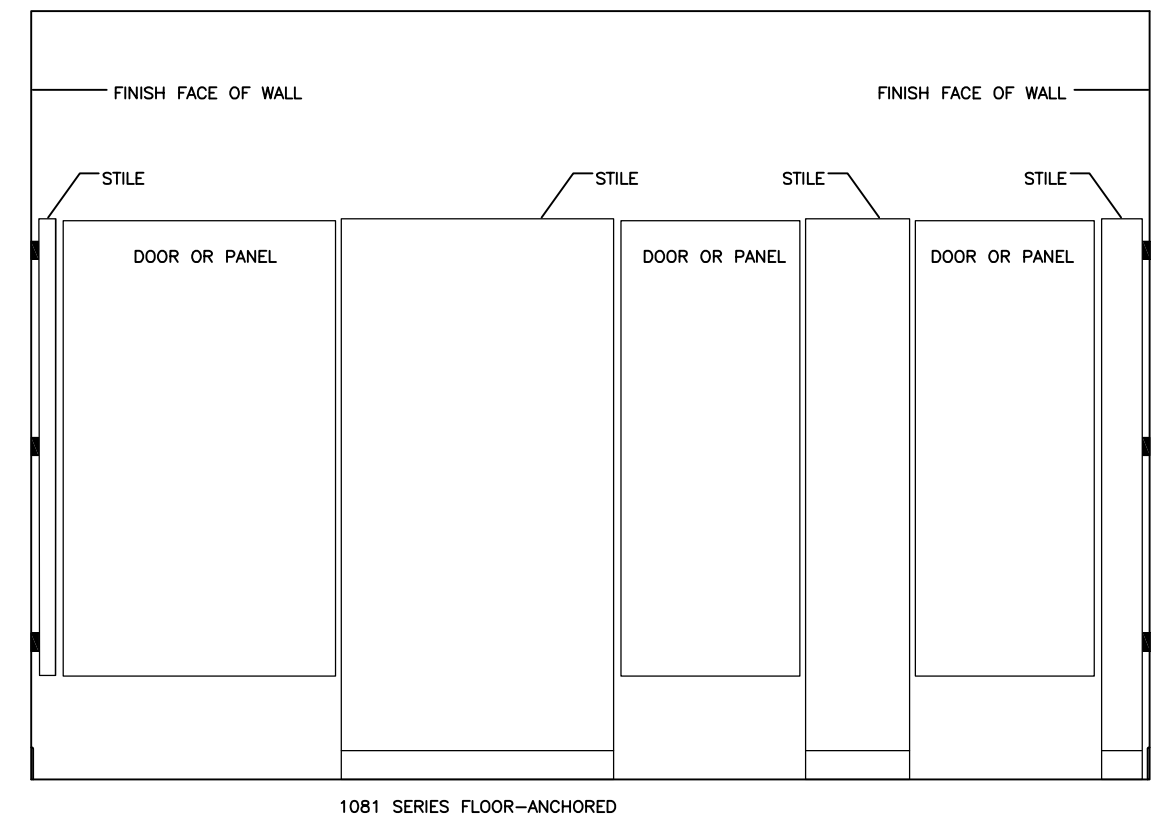 FINISH FACE OF WALL
FINISH FACE OF WALL
STILE
STILE
STILE
STILE
DOOR OR PANEL
DOOR OR PANEL
DOOR OR PANEL
1081 SERIES FLOOR-ANCHORED